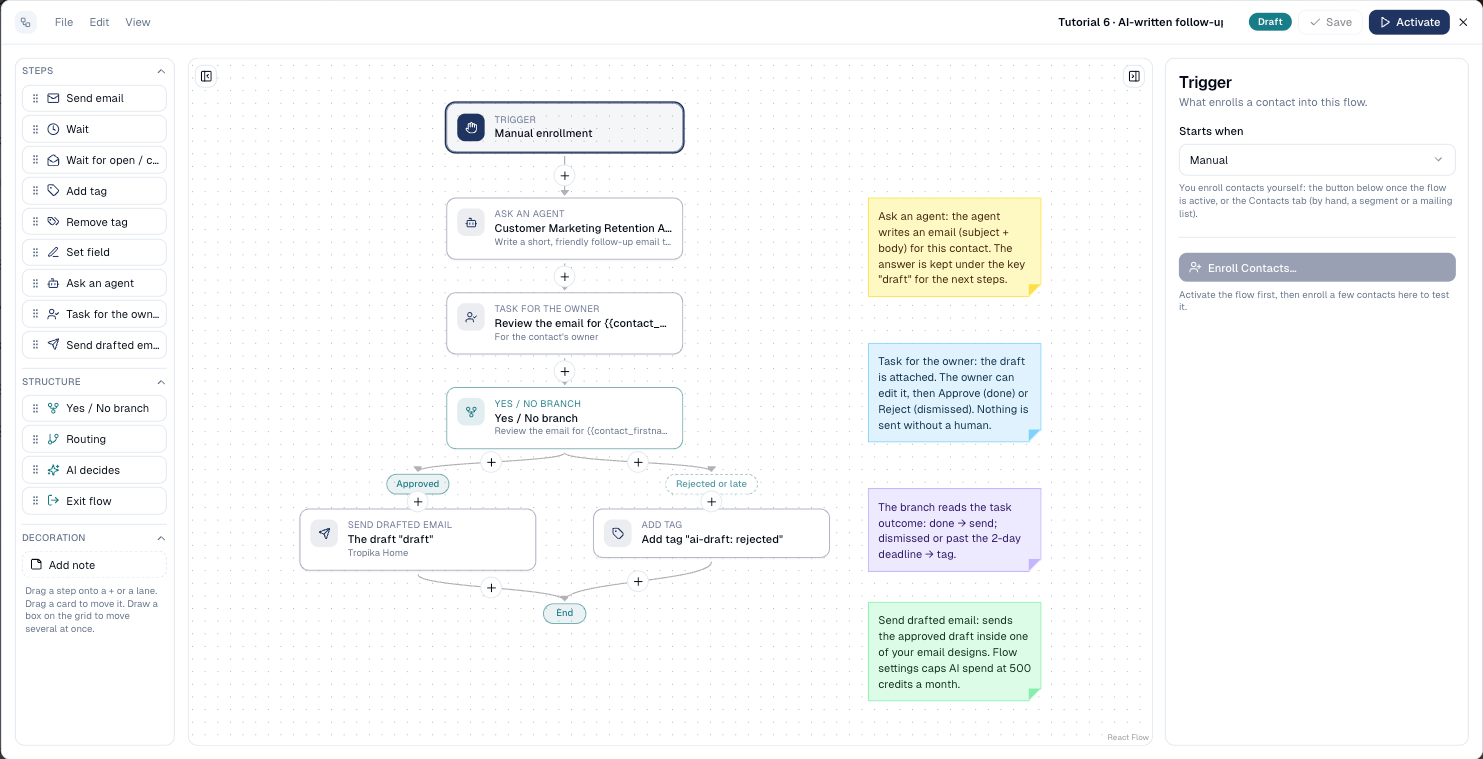 File Edit View
Tutorial 6 · AI-written follow-u
Draft
Save
Activate
STEPS
Send email
Wait
Wait for open / c...
Add tag
Remove tag
Set field
Ask an agent
Task for the own...
Send drafted em...
STRUCTURE
Yes / No branch
Routing
AI decides
Exit flow
DECORATION
Add note
Drag a step onto a + or a lane.
Drag a card to move it. Draw a
box on the grid to move
several at once.
TRIGGER
Manual enrollment
ASK AN AGENT
Customer Marketing Retention A...
Write a short, friendly follow-up email t...
TASK FOR THE OWNER
Review the email for {{contact_...
For the contact's owner
YES / NO BRANCH
Yes / No branch
Review the email for {{contact_firstna...
Approved
Rejected or late
SEND DRAFTED EMAIL
The draft "draft"
Tropika Home
ADD TAG
Add tag "ai-draft: rejected"
End
Ask an agent: the agent
writes an email (subject +
body) for this contact. The
answer is kept under the key
"draft" for the next steps.
Task for the owner: the draft
is attached. The owner can
edit it, then Approve (done) or
Reject (dismissed). Nothing is
sent without a human.
The branch reads the task
outcome: done → send;
dismissed or past the 2-day
deadline → tag.
Send drafted email: sends
the approved draft inside one
of your email designs. Flow
settings caps AI spend at 500
credits a month.
React Flow
Trigger
What enrolls a contact into this flow.
Starts when
Manual
You enroll contacts yourself: the button below once the flow
is active, or the Contacts tab (by hand, a segment or a mailing
list).
Enroll Contacts...
Activate the flow first, then enroll a few contacts here to test
it.